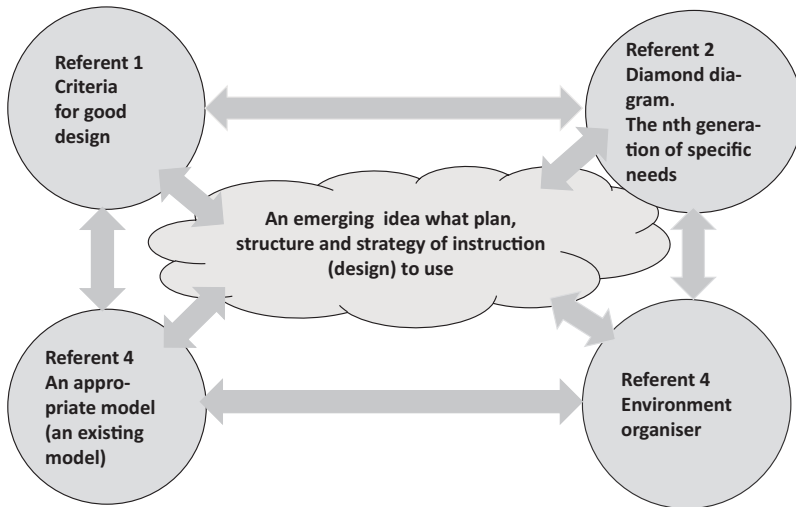 Referent 1
Criteria
for good
design
Referent 2
Diamond dia-
gram.
The nth genera-
tion of specific
needs
An emerging idea what plan,
structure and strategy of instruction
(design) to use
Referent 4
An appro-
priate model
(an existing
model)
Referent 4
Environment
organiser